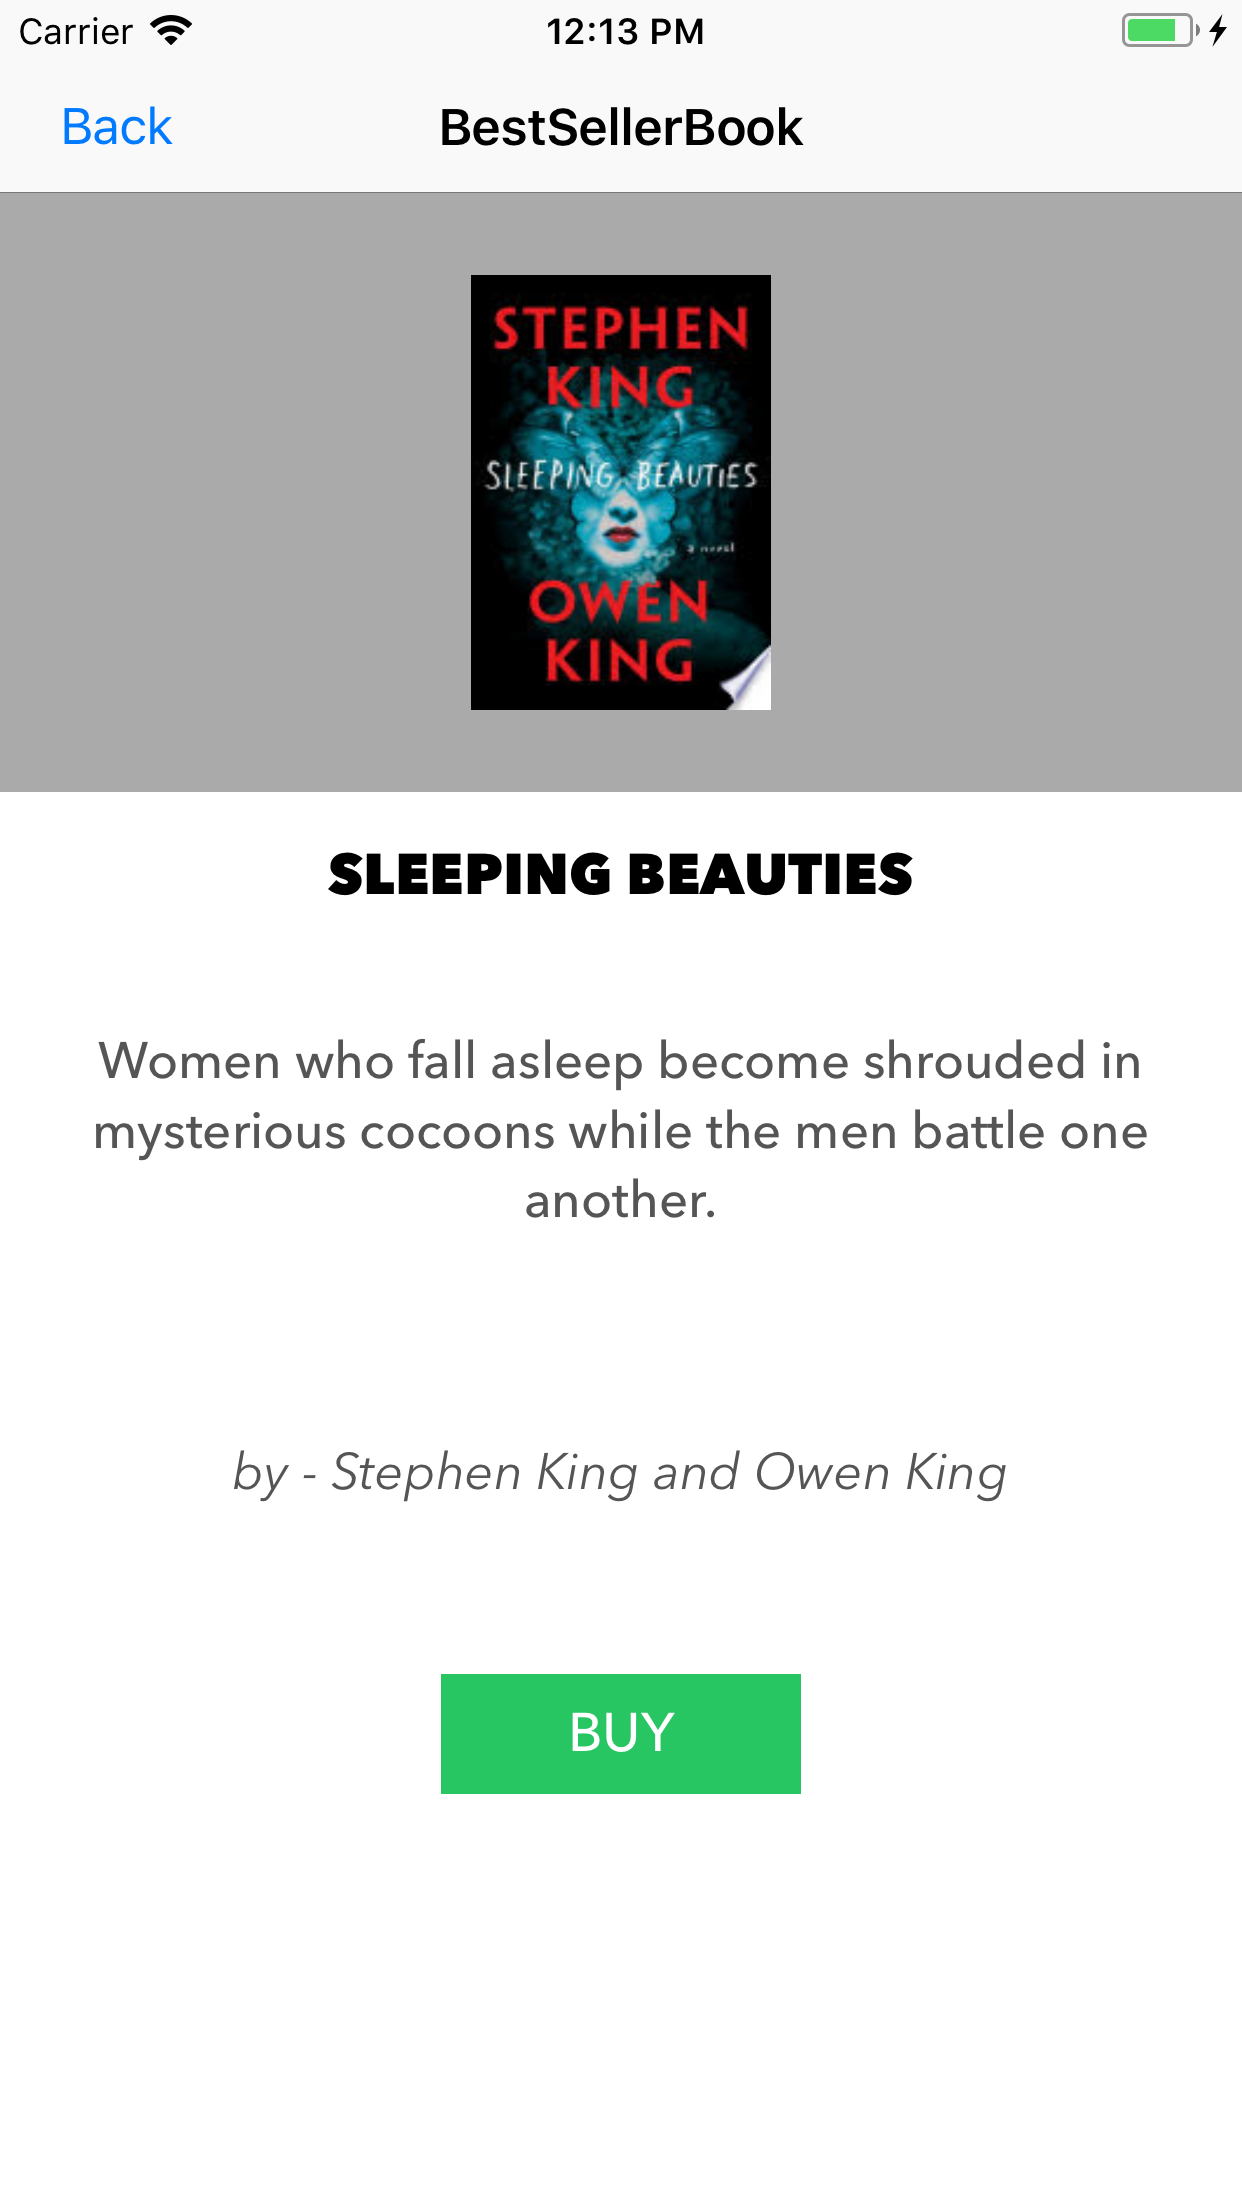 Carrier 12:13 PM
Back BestSellerBook
STEPHEN
KING
SLEEPING BEAUTIES
a novel
OWEN
KING
SLEEPING BEAUTIES
Women who fall asleep become shrouded in
mysterious cocoons while the men battle one
another.
by - Stephen King and Owen King
BUY